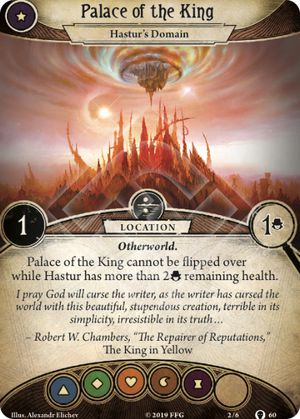 Palace of the King
Hastur's Domain
1
1
LOCATION
Otherworld.
Palace of the King cannot be flipped over
while Hastur has more than 2 remaining health.
I pray God will curse the writer, as the writer has cursed the
world with this beautiful, stupendous creation, terrible in its
simplicity, irresistible in its truth…
– Robert W. Chambers, “The Repairer of Reputations,”
The King in Yellow
Illus. Alexandr Elichev © 2019 FFG 2/6 60